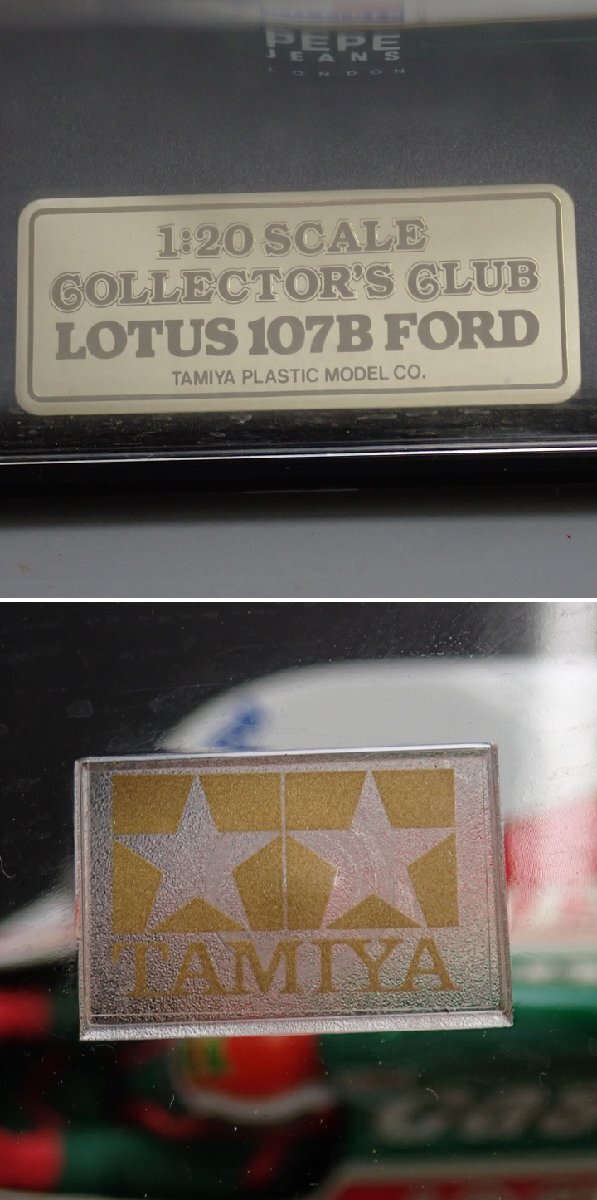 PEPE
JEANS
LONDON
1:20 SCALE
COLLECTOR'S CLUB
LOTUS 107B FORD
TAMIYA PLASTIC MODEL CO.
TAMIYA